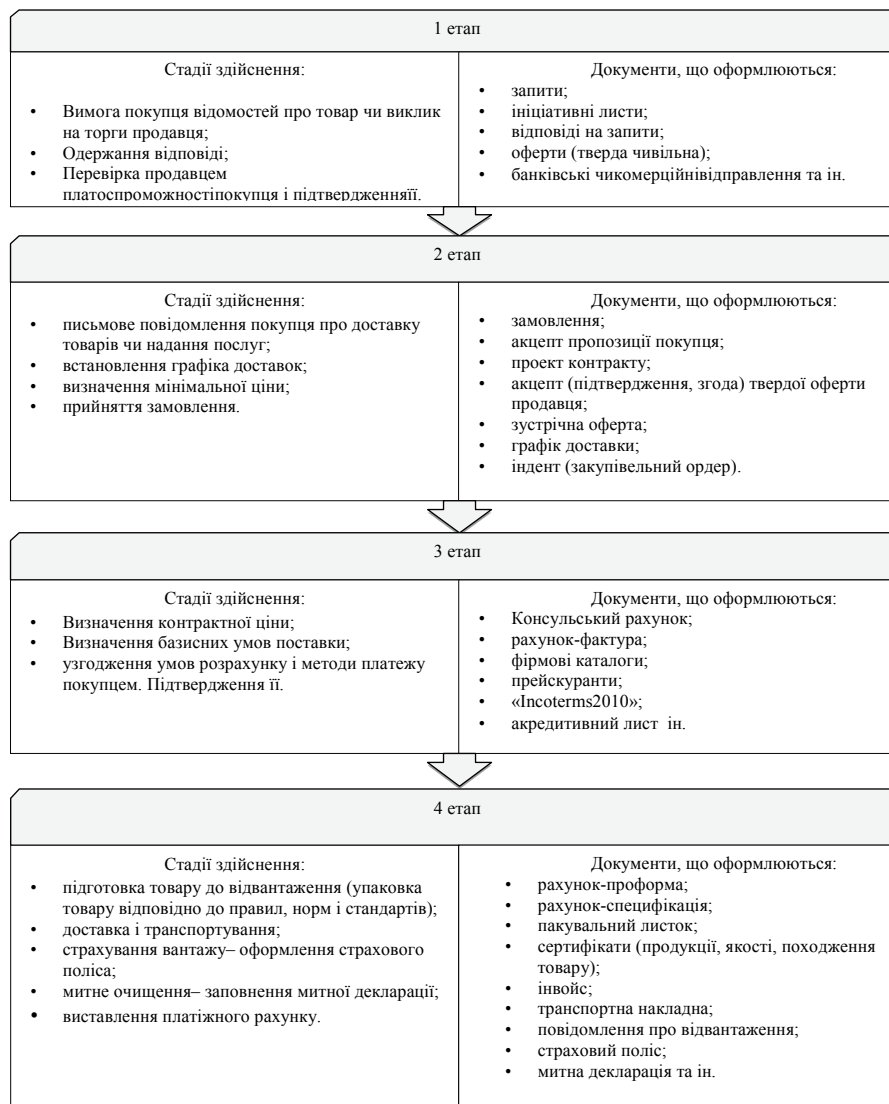 1 етап
Стадії здійснення:
• Вимога покупця відомостей про товар чи виклик
на торги продавця;
• Одержання відповіді;
• Перевірка продавцем
платоспроможностіпокупця і підтвердженняїї.
Документи, що оформлюються:
• запити;
• ініціативні листи;
• відповіді на запити;
• оферти (тверда чивільна);
• банківські чикомерційнівідправлення та ін.
2 етап
Стадії здійснення:
• письмове повідомлення покупця про доставку
товарів чи надання послуг;
• встановлення графіка доставок;
• визначення мінімальної ціни;
• прийняття замовлення.
Документи, що оформлюються:
• замовлення;
• акцепт пропозиції покупця;
• проект контракту;
• акцепт (підтвердження, згода) твердої оферти
продавця;
• зустрічна оферта;
• графік доставки;
• індент (закупівельний ордер).
3 етап
Стадії здійснення:
• Визначення контрактної ціни;
• Визначення базисних умов поставки;
• узгодження умов розрахунку і методи платежу
покупцем. Підтвердження її.
Документи, що оформлюються:
• Консульський рахунок;
• рахунок-фактура;
• фірмові каталоги;
• прейскуранти;
• «Incoterms2010»;
• акредитивний лист ін.
4 етап
Стадії здійснення:
• підготовка товару до відвантаження (упаковка
товару відповідно до правил, норм і стандартів);
• доставка і транспортування;
• страхування вантажу– оформлення страхового
поліса;
• митне очищення– заповнення митної декларації;
• виставлення платіжного рахунку.
Документи, що оформлюються:
• рахунок-проформа;
• рахунок-специфікація;
• пакувальний листок;
• сертифікати (продукції, якості, походження
товару);
• інвойс;
• транспортна накладна;
• повідомлення про відвантаження;
• страховий поліс;
• митна декларація та ін.